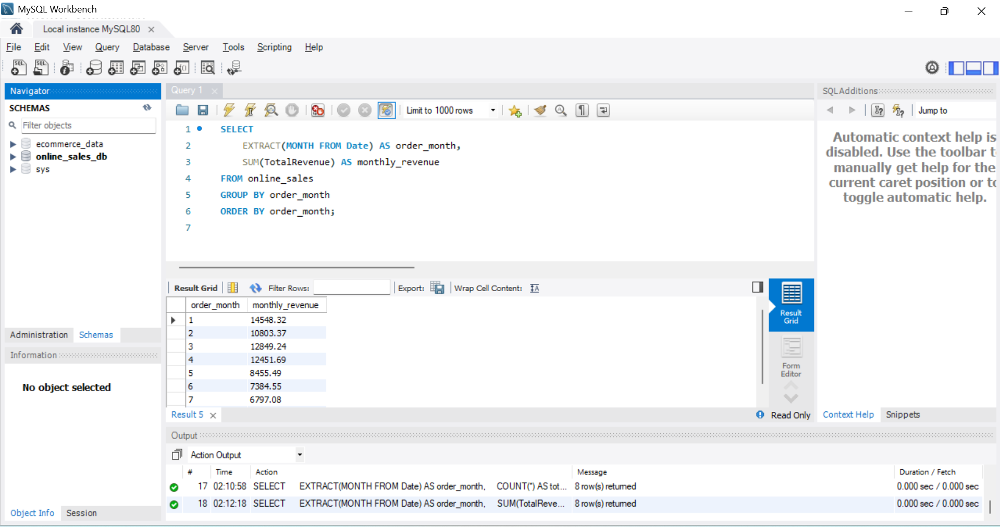 MySQL Workbench
Local instance MySQL80
File Edit View Query Database Server Tools Scripting Help
Navigator
SCHEMAS
Filter objects
ecommerce_data
online_sales_db
sys
Administration Schemas
Information
No object selected
Object Info Session
Query 1
Limit to 1000 rows
1 SELECT
2 EXTRACT(MONTH FROM Date) AS order_month,
3 SUM(TotalRevenue) AS monthly_revenue
4 FROM online_sales
5 GROUP BY order_month
6 ORDER BY order_month;
7
Result Grid Filter Rows: Export: Wrap Cell Content:
order_month monthly_revenue
1 14548.32
2 10803.37
3 12849.24
4 12451.69
5 8455.49
6 7384.55
7 6797.08
Result Grid
Form Editor
Result 5
Read Only
SQLAdditions
Jump to
Automatic context help is
disabled. Use the toolbar t
manually get help for the
current caret position or to
toggle automatic help.
Context Help Snippets
Output
Action Output
# Time Action Message Duration / Fetch
17 02:10:58 SELECT EXTRACT(MONTH FROM Date) AS order_month, COUNT(*) AS tot... 8 row(s) returned 0.000 sec / 0.000 sec
18 02:12:18 SELECT EXTRACT(MONTH FROM Date) AS order_month, SUM(TotalReve... 8 row(s) returned 0.000 sec / 0.000 sec